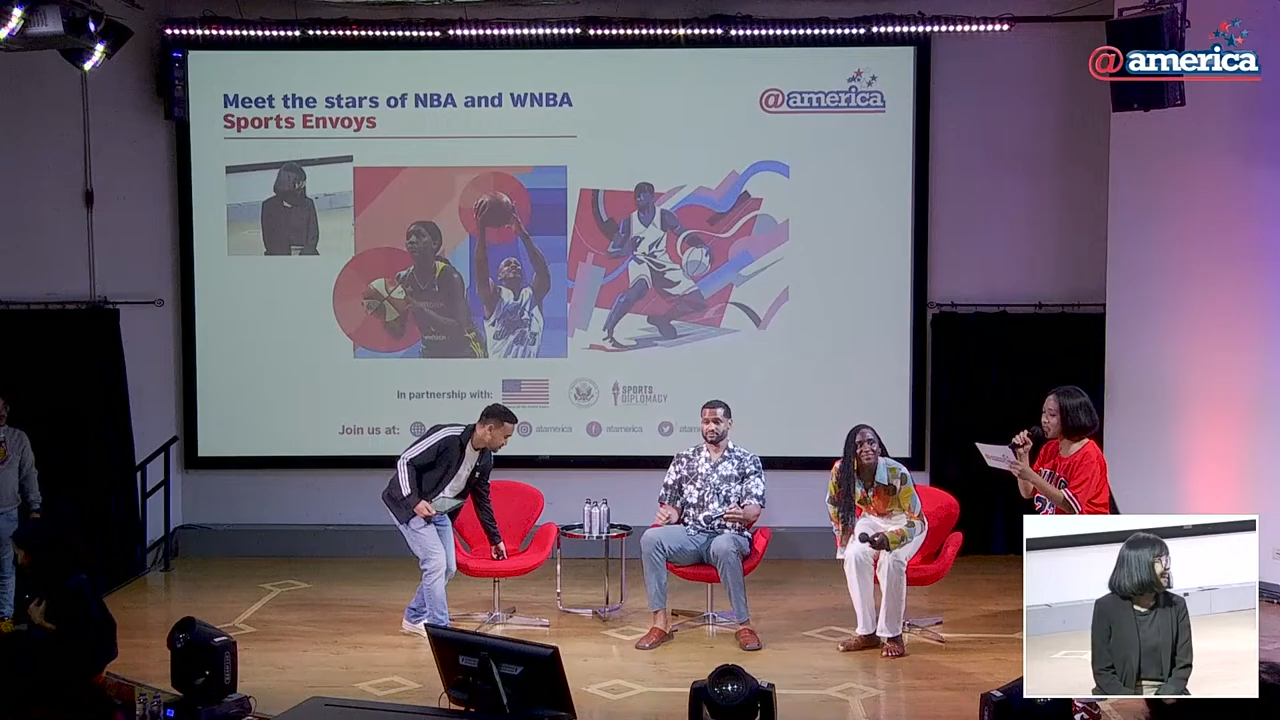 Meet the stars of NBA and WNBA
Sports Envoys
@america
@america
In partnership with:
SPORTS
DIPLOMACY
Join us at:
atamerica
atamerica